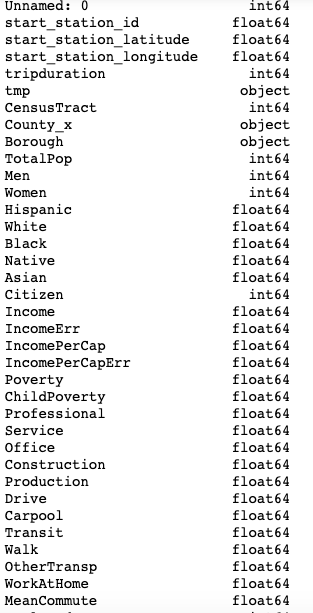 Unnamed: 0 int64
start_station_id float64
start_station_latitude float64
start_station_longitude float64
tripduration int64
tmp object
CensusTract int64
County_x object
Borough object
TotalPop int64
Men int64
Women int64
Hispanic float64
White float64
Black float64
Native float64
Asian float64
Citizen int64
Income float64
IncomeErr float64
IncomePerCap float64
IncomePerCapErr float64
Poverty float64
ChildPoverty float64
Professional float64
Service float64
Office float64
Construction float64
Production float64
Drive float64
Carpool float64
Transit float64
Walk float64
OtherTransp float64
WorkAtHome float64
MeanCommute float64